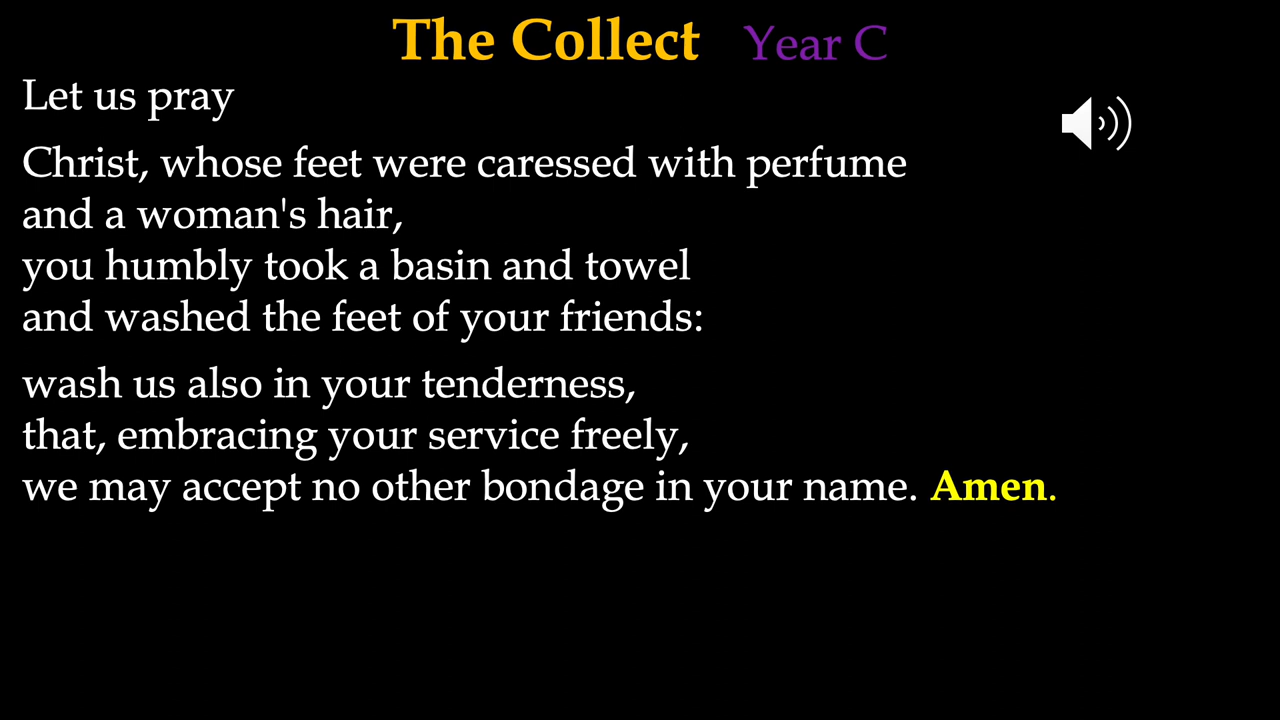 The Collect Year C
Let us pray
Christ, whose feet were caressed with perfume
and a woman's hair,
you humbly took a basin and towel
and washed the feet of your friends:
wash us also in your tenderness,
that, embracing your service freely,
we may accept no other bondage in your name. Amen.